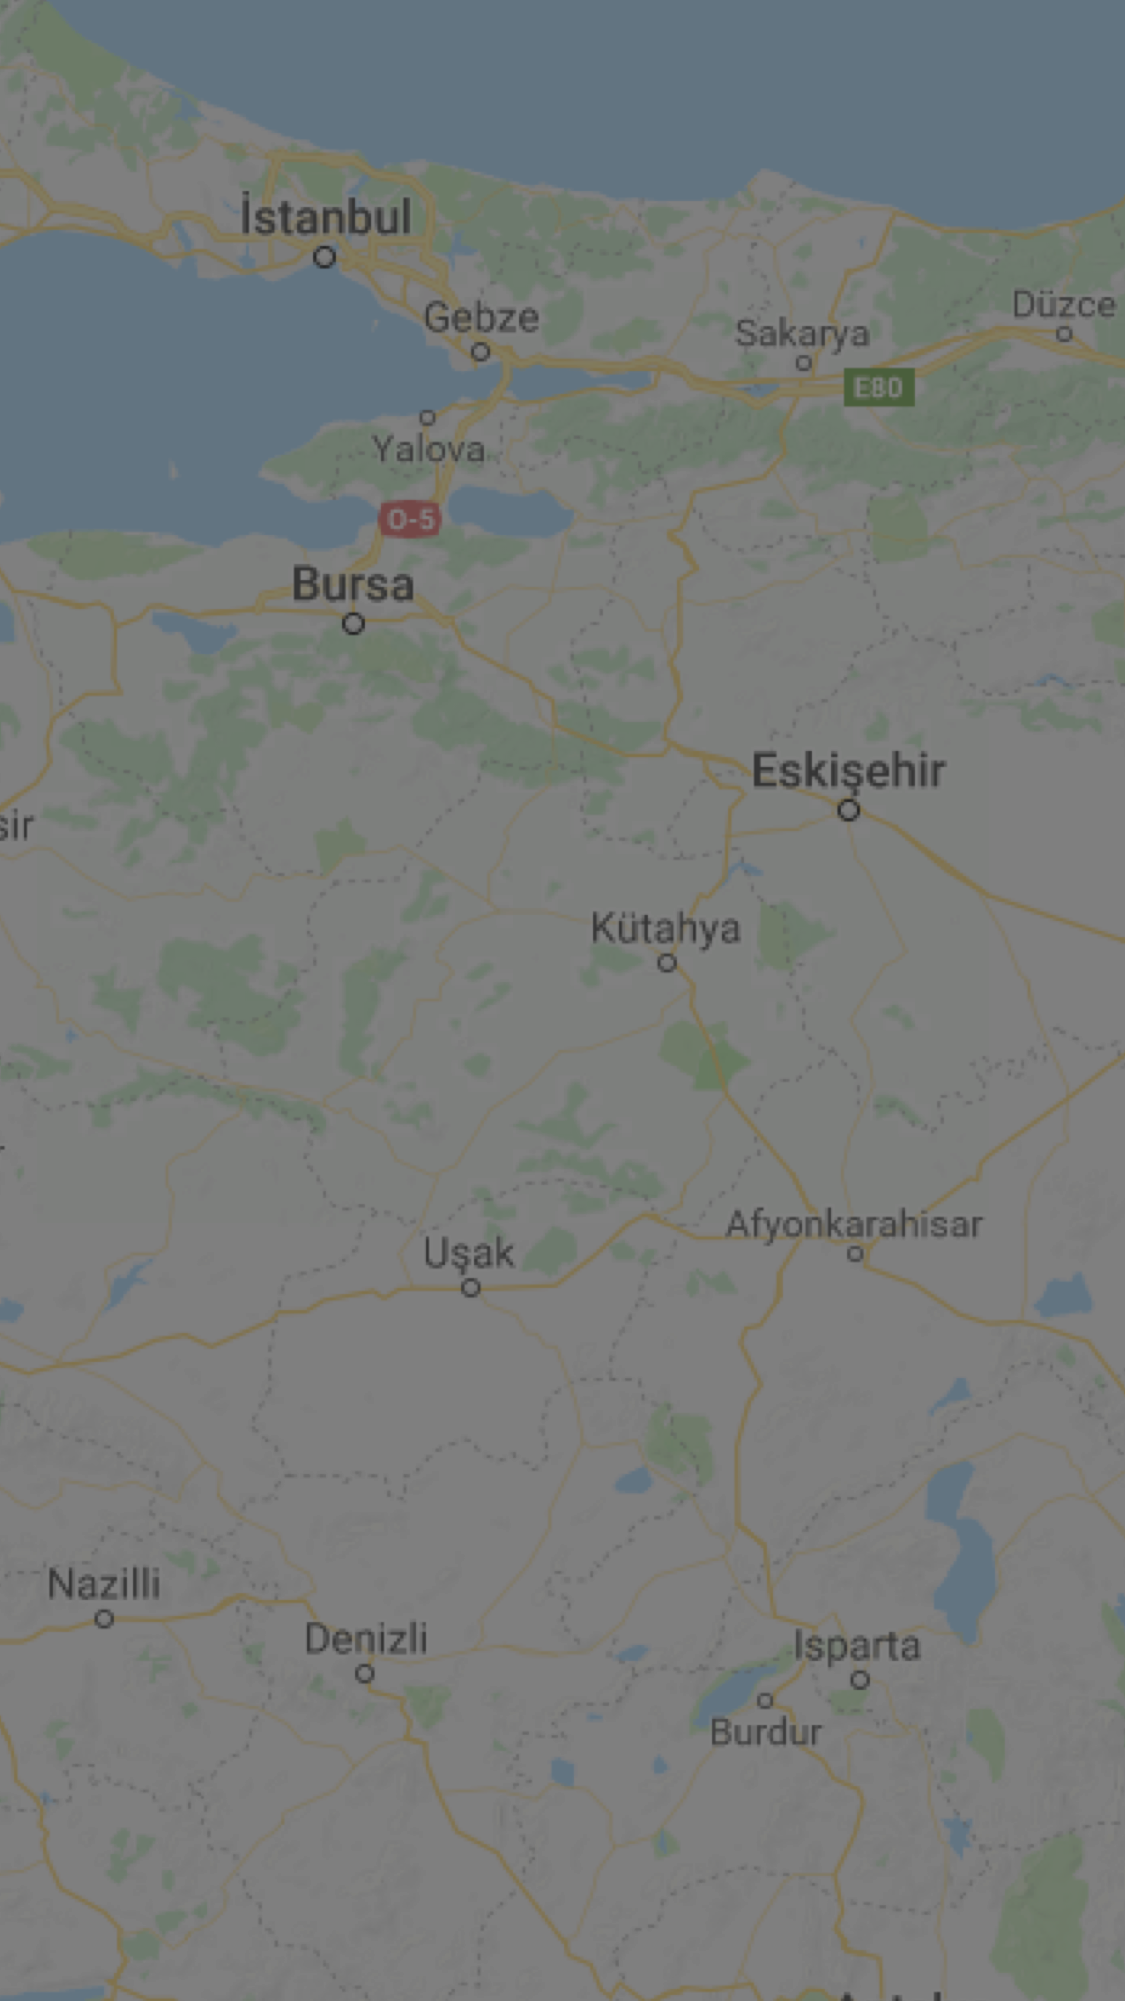 İstanbul
Gebze
Düzce
Sakarya
E80
Yalova
O-5
Bursa
Eskişehir
sir
Kütahya
Afyonkarahisar
Uşak
Nazilli
Denizli
Isparta
Burdur